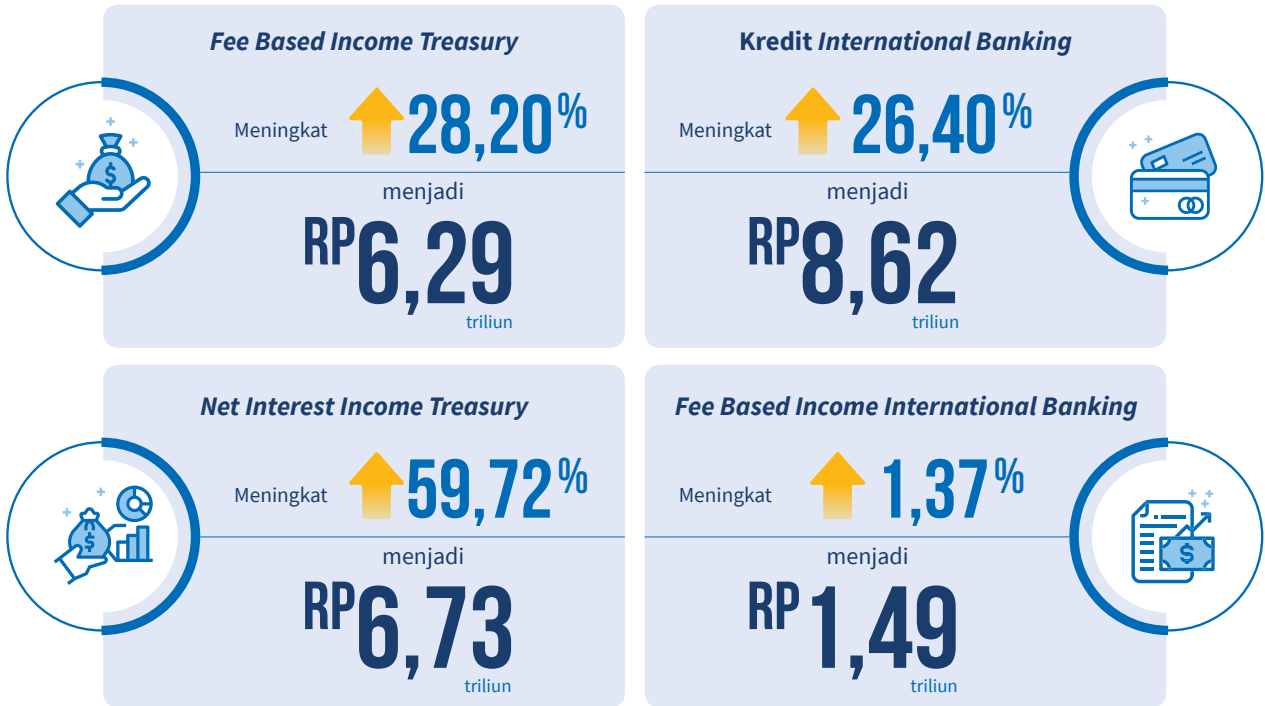 Fee Based Income Treasury
Meningkat 28,20%
menjadi
RP6,29
triliun
Kredit International Banking
Meningkat 26,40%
menjadi
RP8,62
triliun
Net Interest Income Treasury
Meningkat 59,72%
menjadi
RP6,73
triliun
Fee Based Income International Banking
Meningkat 1,37%
menjadi
RP1,49
triliun